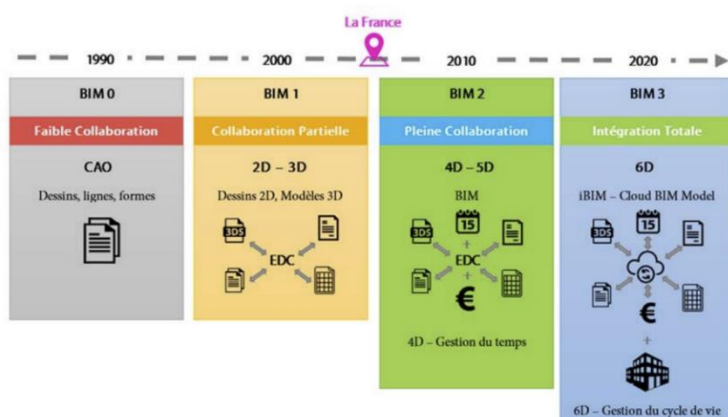 La France
1990
2000
2010
2020
BIM 0
Faible Collaboration
CAO
Dessins, lignes, formes
BIM 1
Collaboration Partielle
2D – 3D
Dessins 2D, Modèles 3D
3DS
EDC
BIM 2
Pleine Collaboration
4D – 5D
BIM
15
3DS
+
EDC
+
€
4D – Gestion du temps
BIM 3
Intégration Totale
6D
iBIM – Cloud BIM Model
15
3DS
€
+
6D – Gestion du cycle de vie